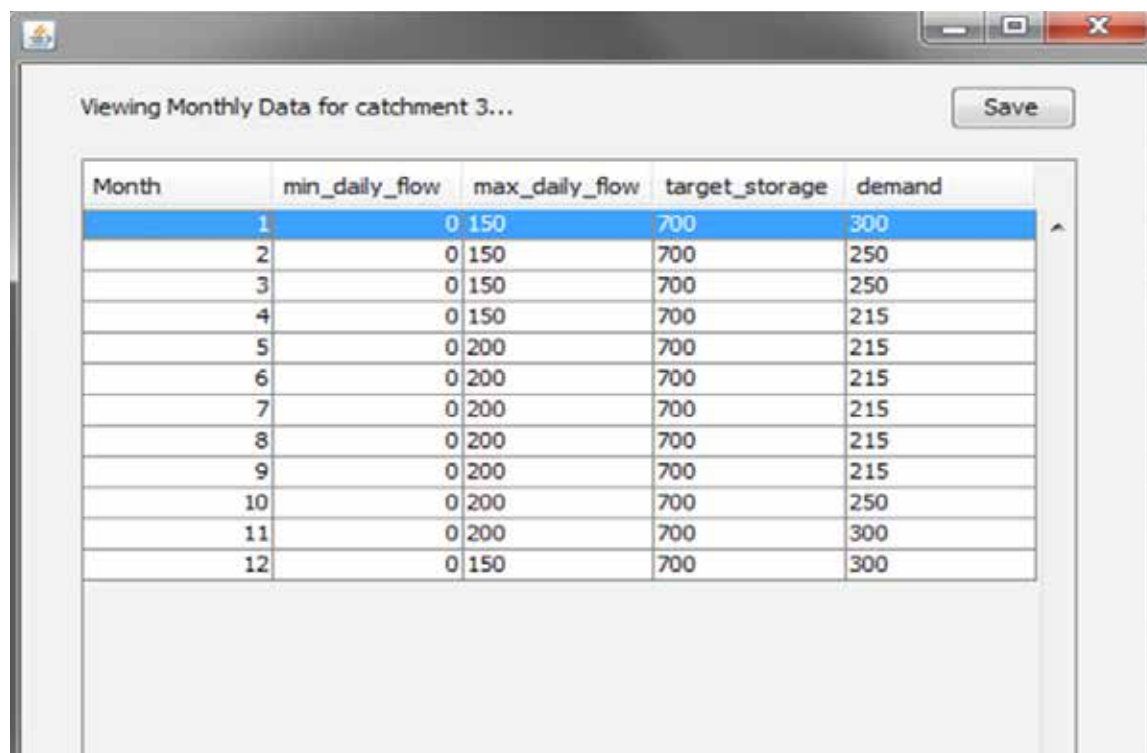 Viewing Monthly Data for catchment 3...
Save
Month min_daily_flow max_daily_flow target_storage demand
1 0 150 700 300
2 0 150 700 250
3 0 150 700 250
4 0 150 700 215
5 0 200 700 215
6 0 200 700 215
7 0 200 700 215
8 0 200 700 215
9 0 200 700 215
10 0 200 700 250
11 0 200 700 300
12 0 150 700 300